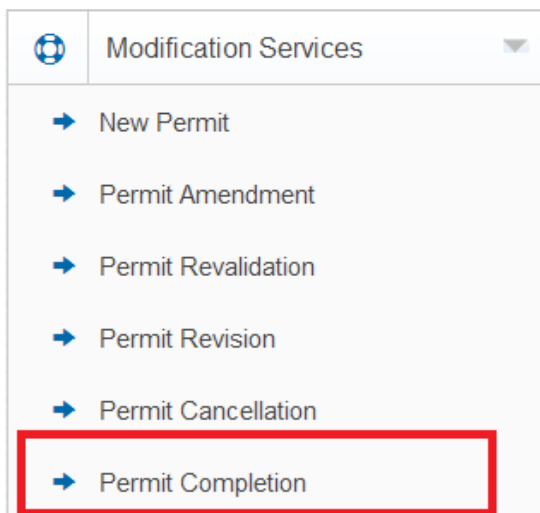 Modification Services
New Permit
Permit Amendment
Permit Revalidation
Permit Revision
Permit Cancellation
Permit Completion